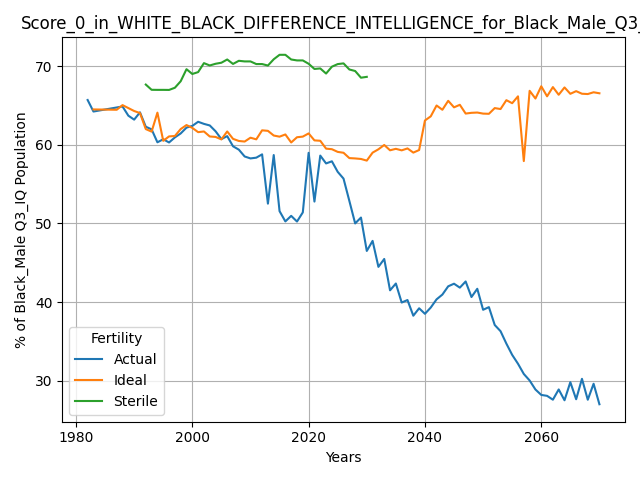 Score_0_in_WHITE_BLACK_DIFFERENCE_INTELLIGENCE_for_Black_Male_Q3_
% of Black_Male Q3_IQ Population
70
60
50
40
30
Fertility
Actual
Ideal
Sterile
1980
2000
2020
2040
2060
Years